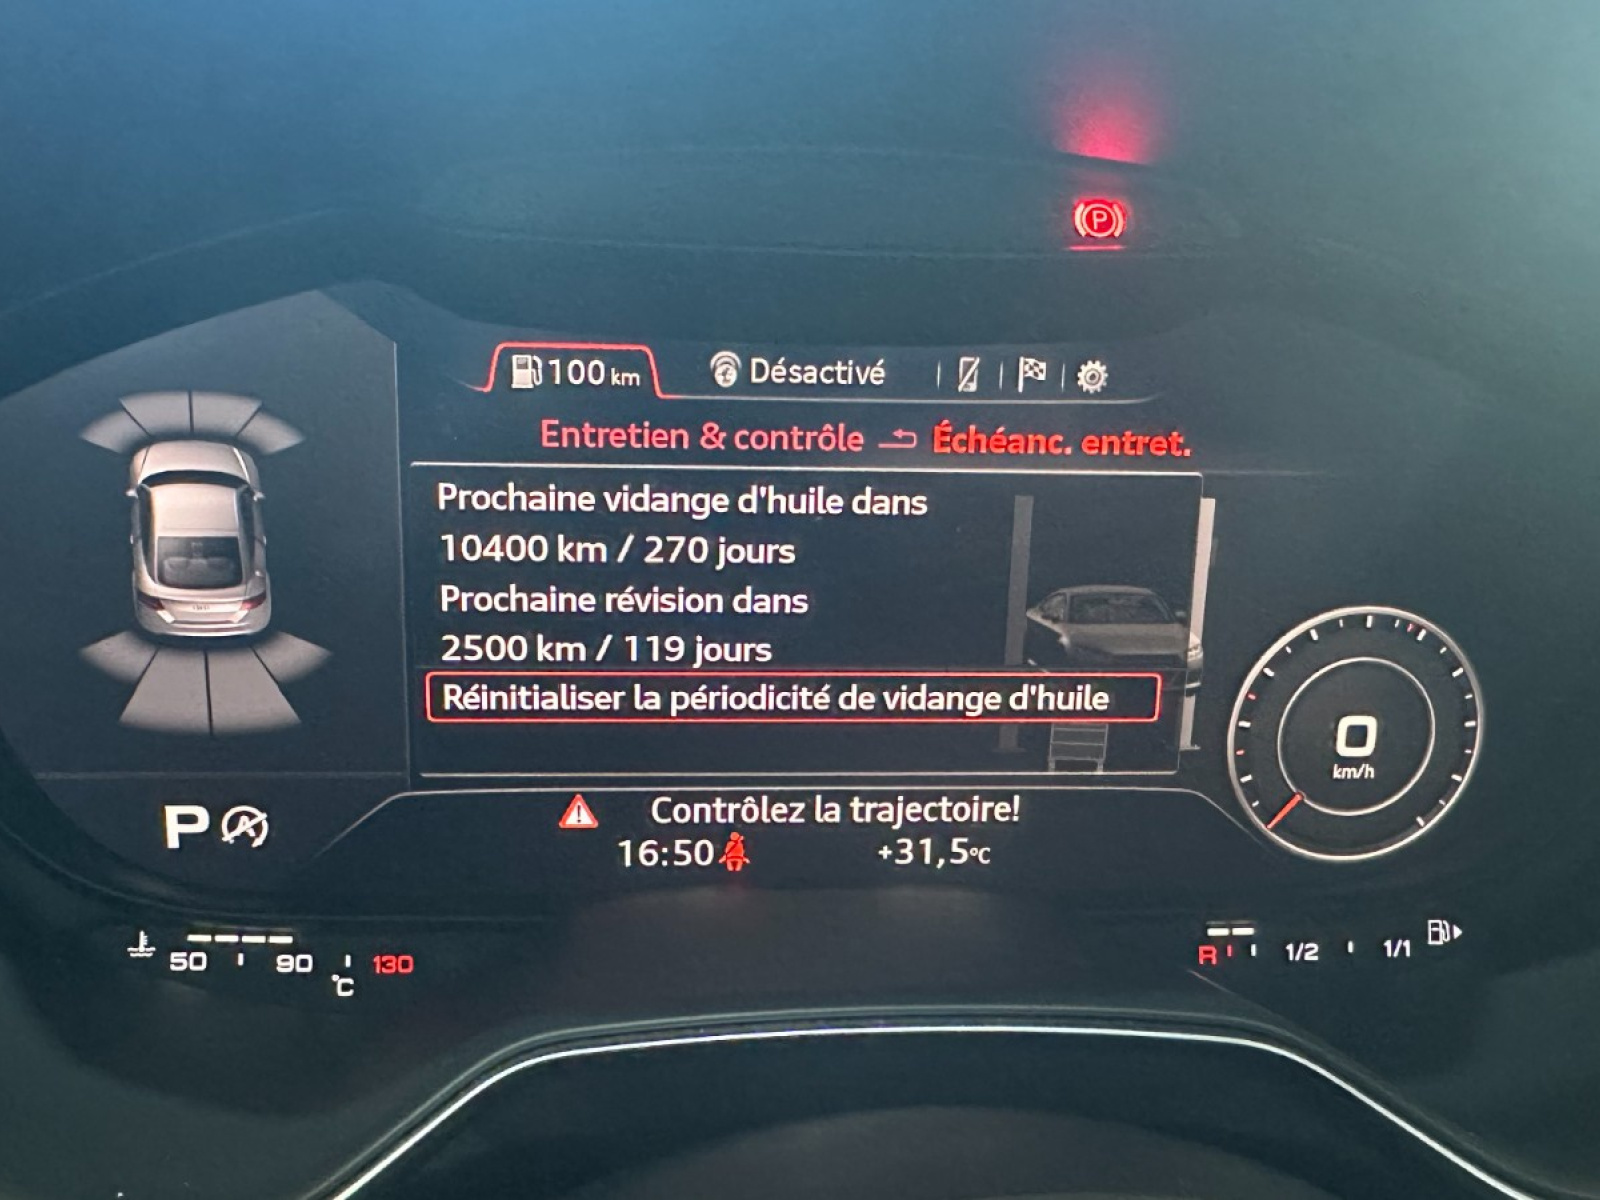 P
100 km
Désactivé
Entretien & contrôle
Échéanc. entret.
Prochaine vidange d'huile dans
10400 km / 270 jours
Prochaine révision dans
2500 km / 119 jours
Réinitialiser la périodicité de vidange d'huile
0
km/h
P
A
Contrôlez la trajectoire!
16:50
+31,5°C
50
90
130
°C
R
1/2
1/1